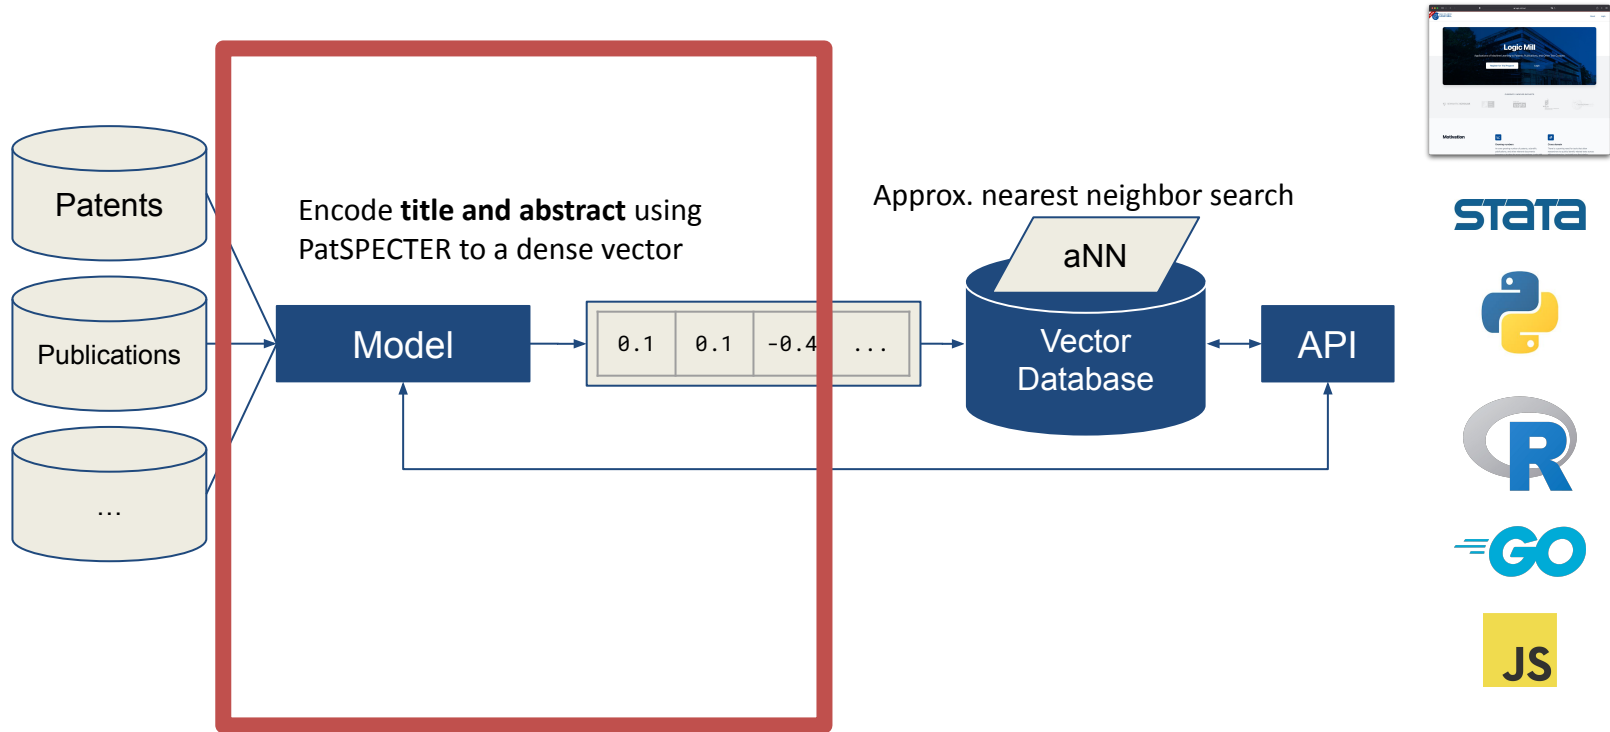 Logic Mill
Motivation
Patents
Publications
...
Encode title and abstract using
PatSPECTER to a dense vector
Model
0.1 0.1 -0.4 ...
Approx. nearest neighbor search
aNN
Vector
Database
API
STATA
R
GO
JS